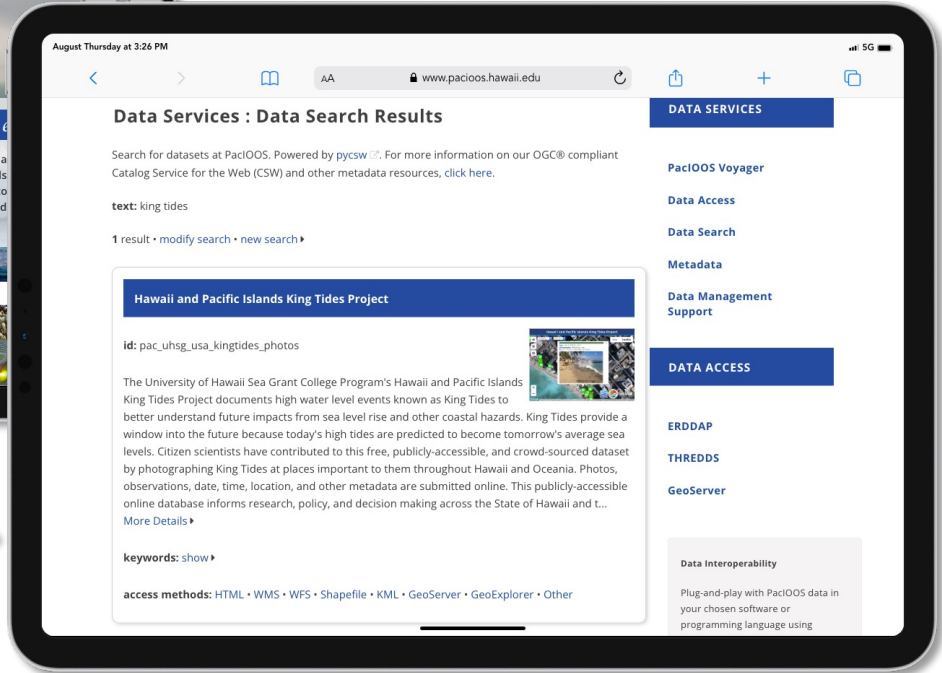 August Thursday at 3:26 PM
5G
AA
www.pacioos.hawaii.edu
Data Services : Data Search Results
Search for datasets at PacIOOS. Powered by pycsw. For more information on our OGC® compliant
Catalog Service for the Web (CSW) and other metadata resources, click here.
text: king tides
1 result • modify search • new search
Hawaii and Pacific Islands King Tides Project
id: pac_uhsg_usa_kingtides_photos
The University of Hawaii Sea Grant College Program's Hawaii and Pacific Islands
King Tides Project documents high water level events known as King Tides to
better understand future impacts from sea level rise and other coastal hazards. King Tides provide a
window into the future because today's high tides are predicted to become tomorrow's average sea
levels. Citizen scientists have contributed to this free, publicly-accessible, and crowd-sourced dataset
by photographing King Tides at places important to them throughout Hawaii and Oceania. Photos,
observations, date, time, location, and other metadata are submitted online. This publicly-accessible
online database informs research, policy, and decision making across the State of Hawaii and t...
More Details
keywords: show
access methods: HTML • WMS • WFS • Shapefile • KML • GeoServer • GeoExplorer • Other
DATA SERVICES
PacIOOS Voyager
Data Access
Data Search
Metadata
Data Management
Support
DATA ACCESS
ERDDAP
THREDDS
GeoServer
Data Interoperability
Plug-and-play with PacIOOS data in
your chosen software or
programming language using